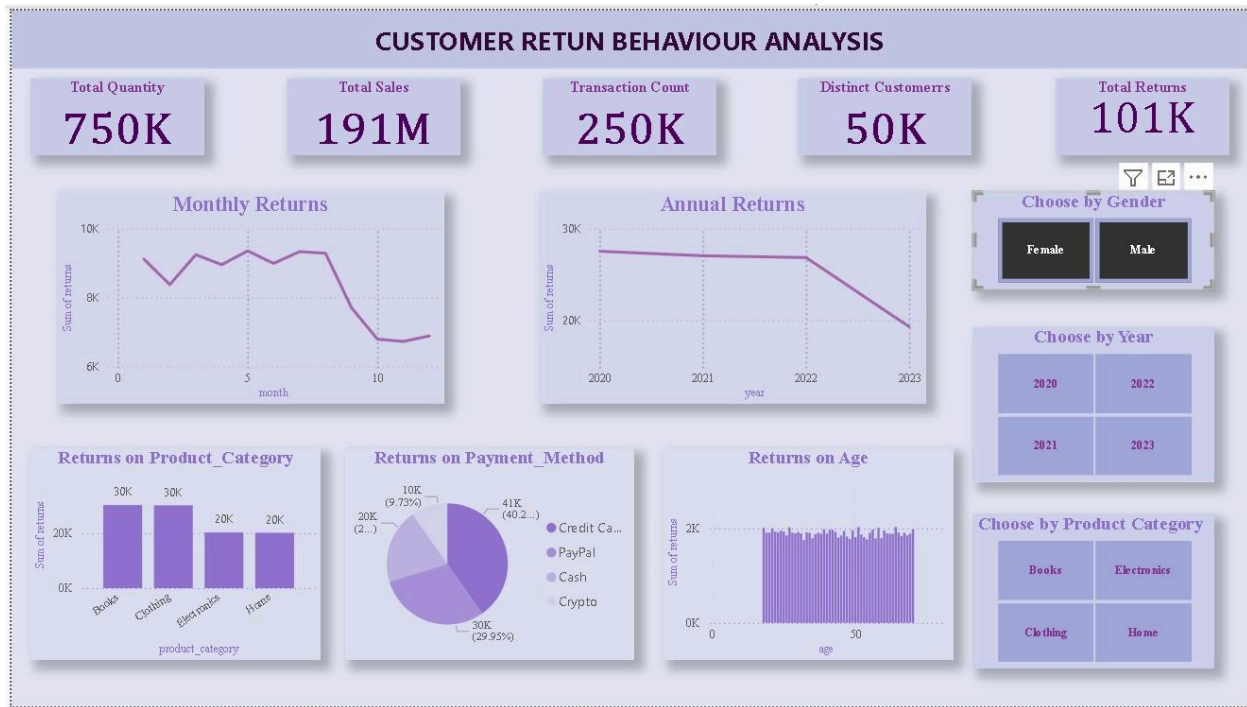 CUSTOMER RETUN BEHAVIOUR ANALYSIS
Total Quantity
750K
Total Sales
191M
Transaction Count
250K
Distinct Customerrs
50K
Total Returns
101K
Monthly Returns
10K
8K
6K
Sum of returns
0
5
10
month
Annual Returns
30K
20K
Sum of returns
2020
2021
2022
2023
year
Choose by Gender
Female
Male
Choose by Year
2020
2022
2021
2023
Returns on Product_Category
30K
30K
20K
20K
20K
0K
Sum of returns
Books
Clothing
Electronics
Home
product_category
Returns on Payment_Method
10K
(9.73%)
41K
(40.2...)
20K
(2...)
30K
(29.95%)
Credit Ca...
PayPal
Cash
Crypto
Returns on Age
2K
0K
Sum of returns
0
50
age
Choose by Product Category
Books
Electronics
Clothing
Home